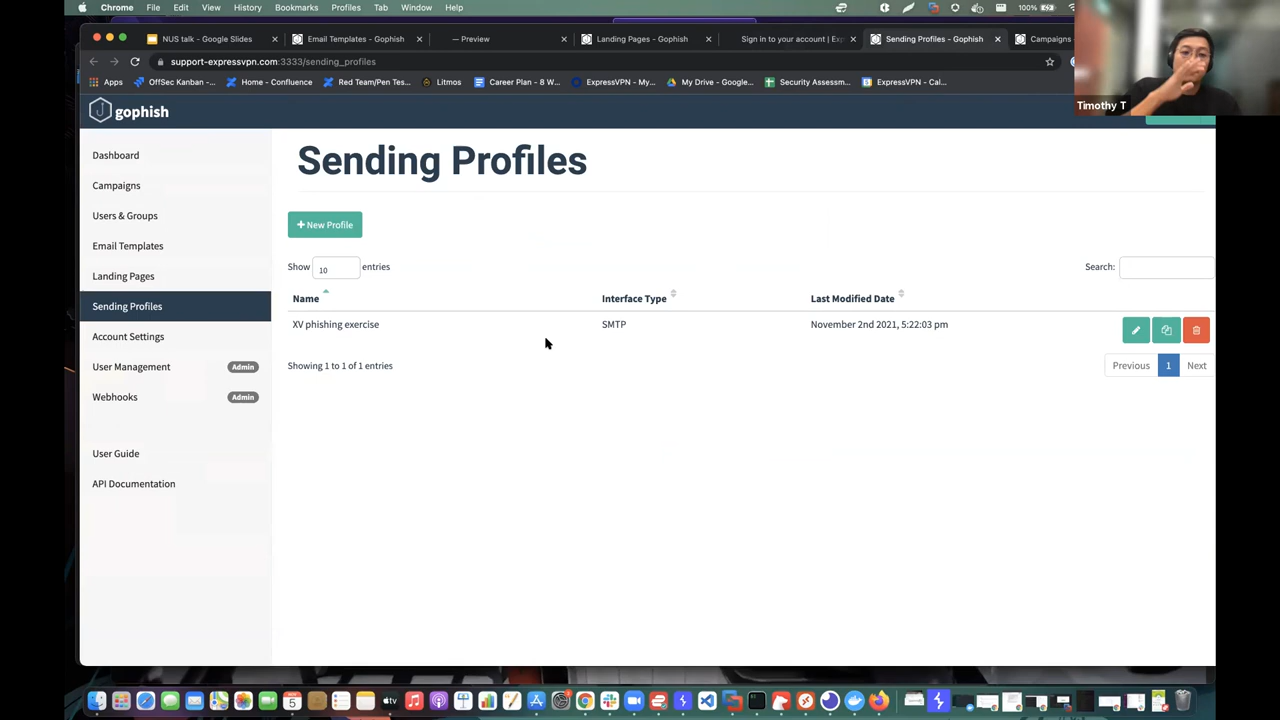 Chrome File Edit View History Bookmarks Profiles Tab Window Help 100%
NUS talk - Google Slides Email Templates - Gophish — Preview Landing Pages - Gophish Sign in to your account | Ex Sending Profiles - Gophish Campaigns
support-expressvpn.com:3333/sending_profiles
Apps OffSec Kanban -... Home - Confluence Red Team/Pen Test... Litmos Career Plan - 8 W... ExpressVPN - My... My Drive - Google... Security Assessm... ExpressVPN - Cal...
Timothy T
gophish
Dashboard
Campaigns
Users & Groups
Email Templates
Landing Pages
Sending Profiles
Account Settings
User Management Admin
Webhooks Admin
User Guide
API Documentation
Sending Profiles
+ New Profile
Show 10 entries Search:
Name Interface Type Last Modified Date
XV phishing exercise SMTP November 2nd 2021, 5:22:03 pm
Showing 1 to 1 of 1 entries Previous 1 Next